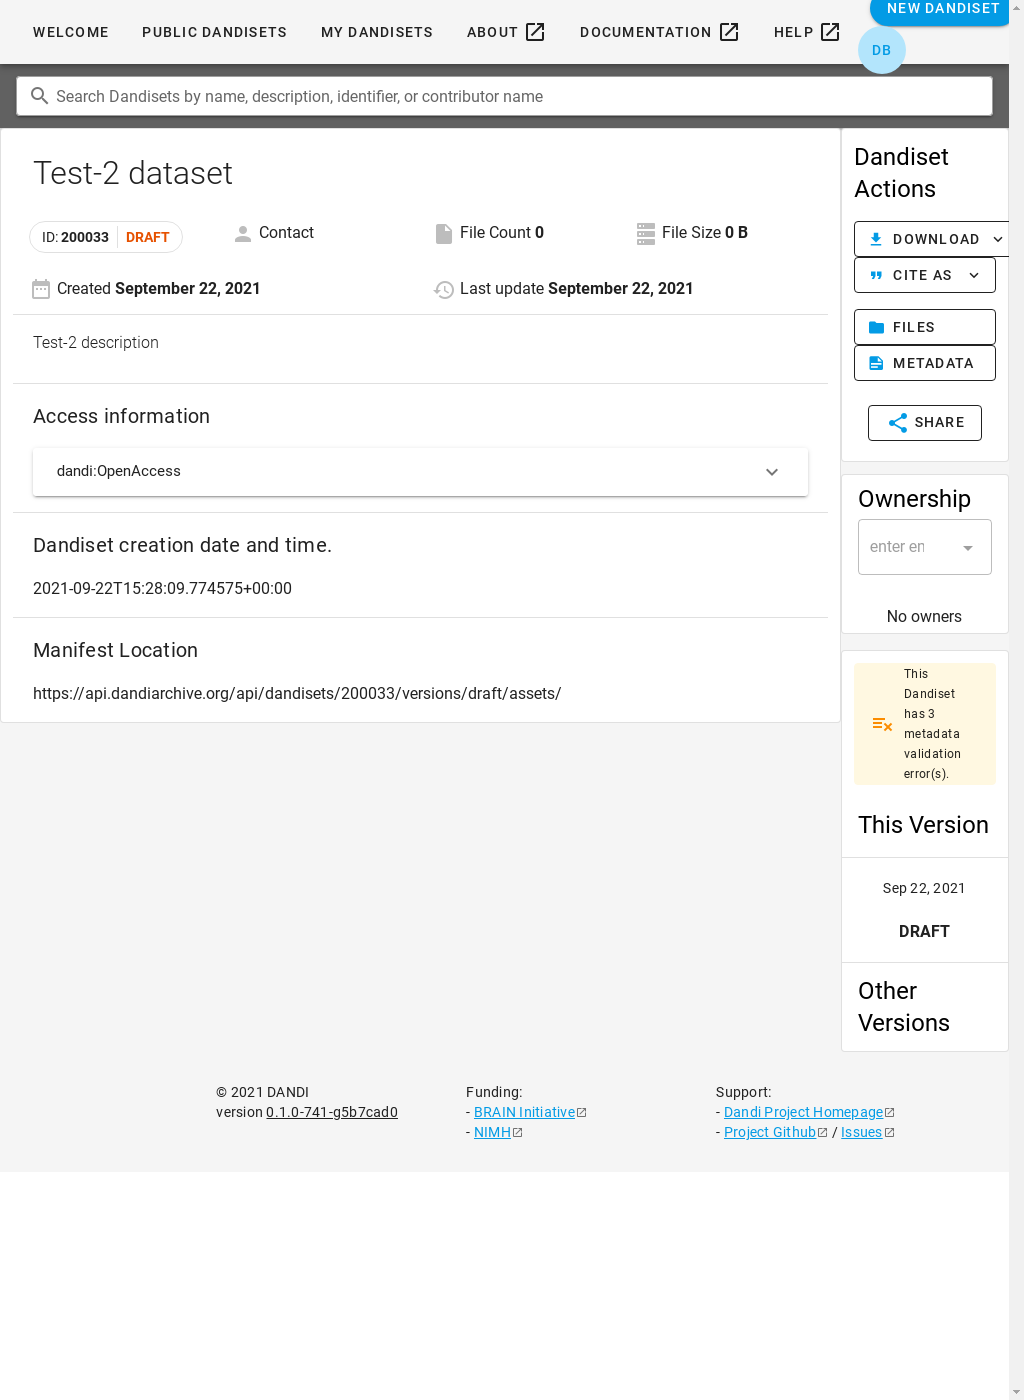 WELCOME PUBLIC DANDISETS MY DANDISETS ABOUT DOCUMENTATION HELP NEW DANDISET
DB
Search Dandisets by name, description, identifier, or contributor name
Test-2 dataset
ID: 200033 DRAFT Contact File Count 0 File Size 0 B
Created September 22, 2021 Last update September 22, 2021
Test-2 description
Access information
dandi:OpenAccess
Dandiset creation date and time.
2021-09-22T15:28:09.774575+00:00
Manifest Location
https://api.dandiarchive.org/api/dandisets/200033/versions/draft/assets/
Dandiset
Actions
DOWNLOAD
CITE AS
FILES
METADATA
SHARE
Ownership
enter en
No owners
This
Dandiset
has 3
metadata
validation
error(s).
This Version
Sep 22, 2021
DRAFT
Other
Versions
© 2021 DANDI
version 0.1.0-741-g5b7cad0
Funding:
- BRAIN Initiative
- NIMH
Support:
- Dandi Project Homepage
- Project Github / Issues